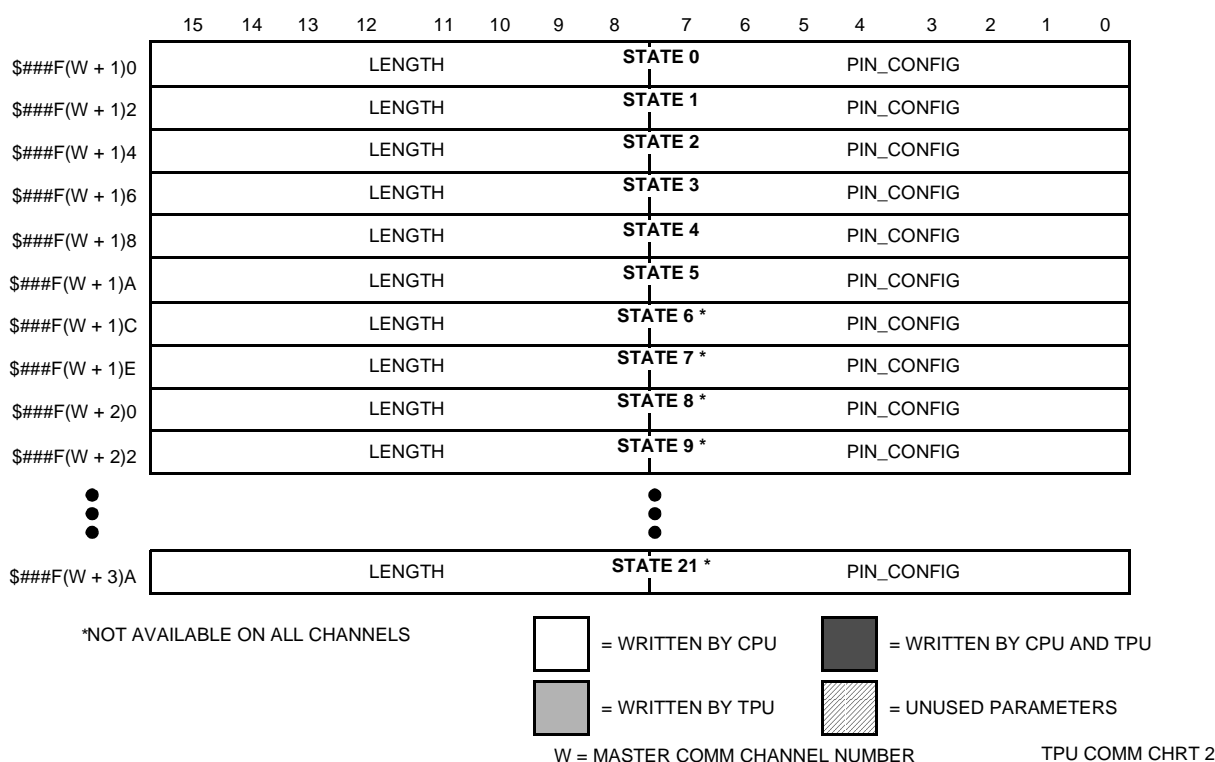 15 14 13 12 11 10 9 8 7 6 5 4 3 2 1 0
$###F(W + 1)0 LENGTH STATE 0 PIN_CONFIG
$###F(W + 1)2 LENGTH STATE 1 PIN_CONFIG
$###F(W + 1)4 LENGTH STATE 2 PIN_CONFIG
$###F(W + 1)6 LENGTH STATE 3 PIN_CONFIG
$###F(W + 1)8 LENGTH STATE 4 PIN_CONFIG
$###F(W + 1)A LENGTH STATE 5 PIN_CONFIG
$###F(W + 1)C LENGTH STATE 6 * PIN_CONFIG
$###F(W + 1)E LENGTH STATE 7 * PIN_CONFIG
$###F(W + 2)0 LENGTH STATE 8 * PIN_CONFIG
$###F(W + 2)2 LENGTH STATE 9 * PIN_CONFIG
$###F(W + 3)A LENGTH STATE 21 * PIN_CONFIG
*NOT AVAILABLE ON ALL CHANNELS
= WRITTEN BY CPU
= WRITTEN BY CPU AND TPU
= WRITTEN BY TPU
= UNUSED PARAMETERS
W = MASTER COMM CHANNEL NUMBER
TPU COMM CHRT 2